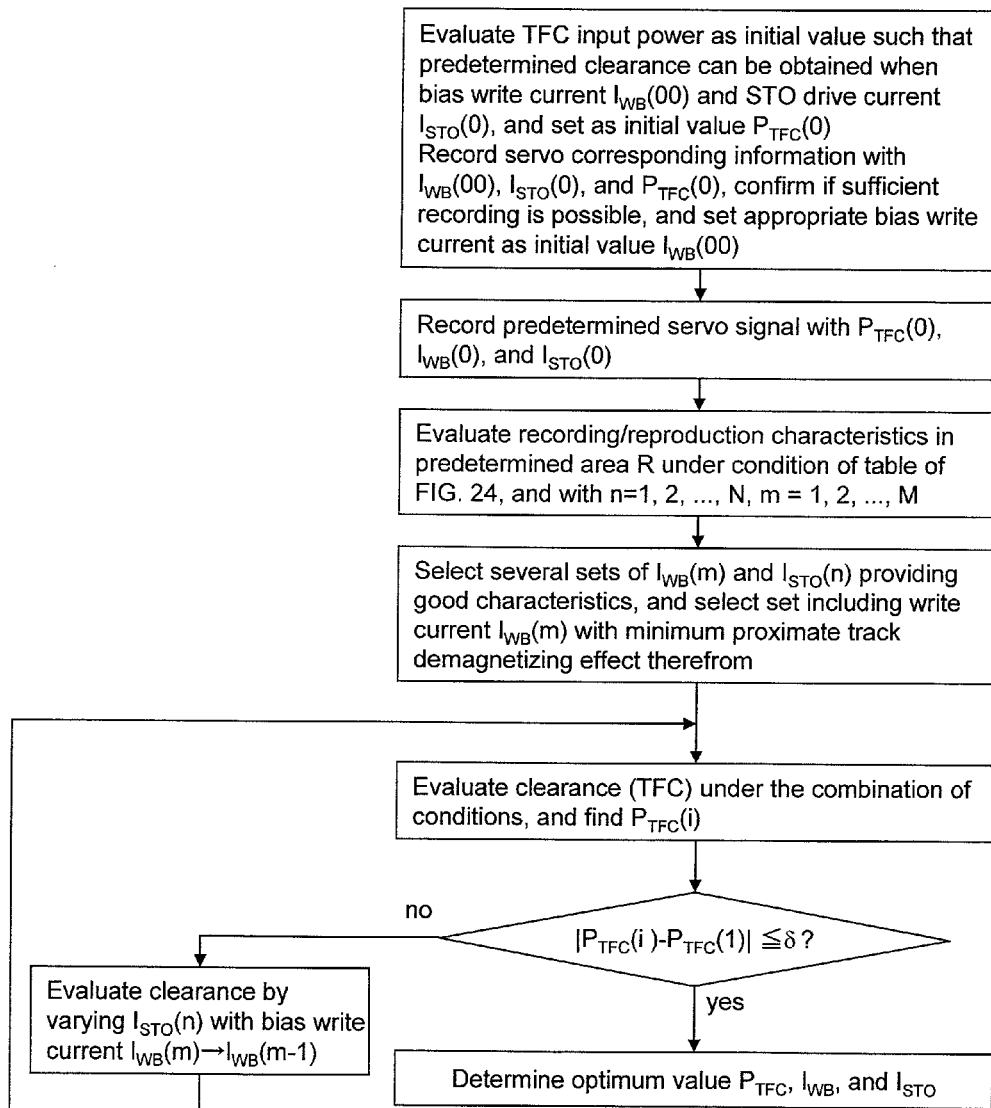 Evaluate TFC input power as initial value such that
predetermined clearance can be obtained when
bias write current I_WB(00) and STO drive current
I_STO(0), and set as initial value P_TFC(0)
Record servo corresponding information with
I_WB(00), I_STO(0), and P_TFC(0), confirm if sufficient
recording is possible, and set appropriate bias write
current as initial value I_WB(00)
Record predetermined servo signal with P_TFC(0),
I_WB(0), and I_STO(0)
Evaluate recording/reproduction characteristics in
predetermined area R under condition of table of
FIG. 24, and with n=1, 2, ..., N, m = 1, 2, ..., M
Select several sets of I_WB(m) and I_STO(n) providing
good characteristics, and select set including write
current I_WB(m) with minimum proximate track
demagnetizing effect therefrom
Evaluate clearance (TFC) under the combination of
conditions, and find P_TFC(i)
no
|P_TFC(i )-P_TFC(1)| ≦δ ?
yes
Evaluate clearance by
varying I_STO(n) with bias write
current I_WB(m)→I_WB(m-1)
Determine optimum value P_TFC, I_WB, and I_STO